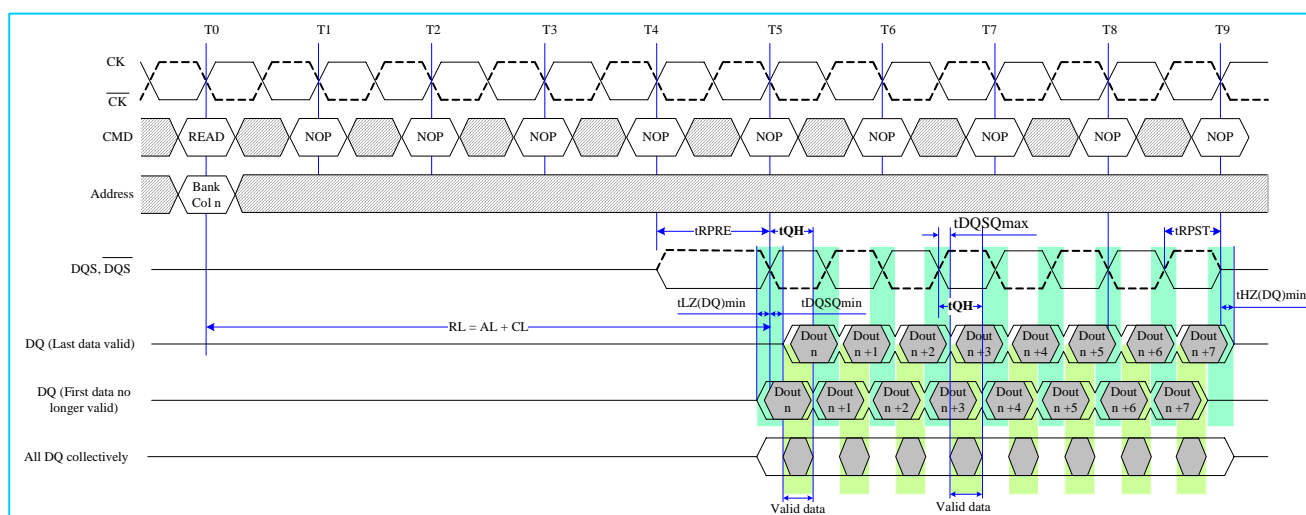 T0 T1 T2 T3 T4 T5 T6 T7 T8 T9
CK
CK
CMD READ NOP NOP NOP NOP NOP NOP NOP NOP NOP
Address Bank
Col n
tRPRE tQH tDQSQmax tRPST
DQS, DQS
tLZ(DQ)min tDQSQmin tQH tHZ(DQ)min
RL = AL + CL
DQ (Last data valid)
Dout Dout Dout Dout Dout Dout Dout Dout
n n +1 n +2 n +3 n +4 n +5 n +6 n +7
DQ (First data no
longer valid)
Dout Dout Dout Dout Dout Dout Dout Dout
n n +1 n +2 n +3 n +4 n +5 n +6 n +7
All DQ collectively
Valid data Valid data